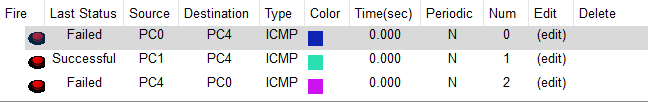 Fire Last Status Source Destination Type Color Time(sec) Periodic Num Edit Delete
Failed PC0 PC4 ICMP 0.000 N 0 (edit)
Successful PC1 PC4 ICMP 0.000 N 1 (edit)
Failed PC4 PC0 ICMP 0.000 N 2 (edit)